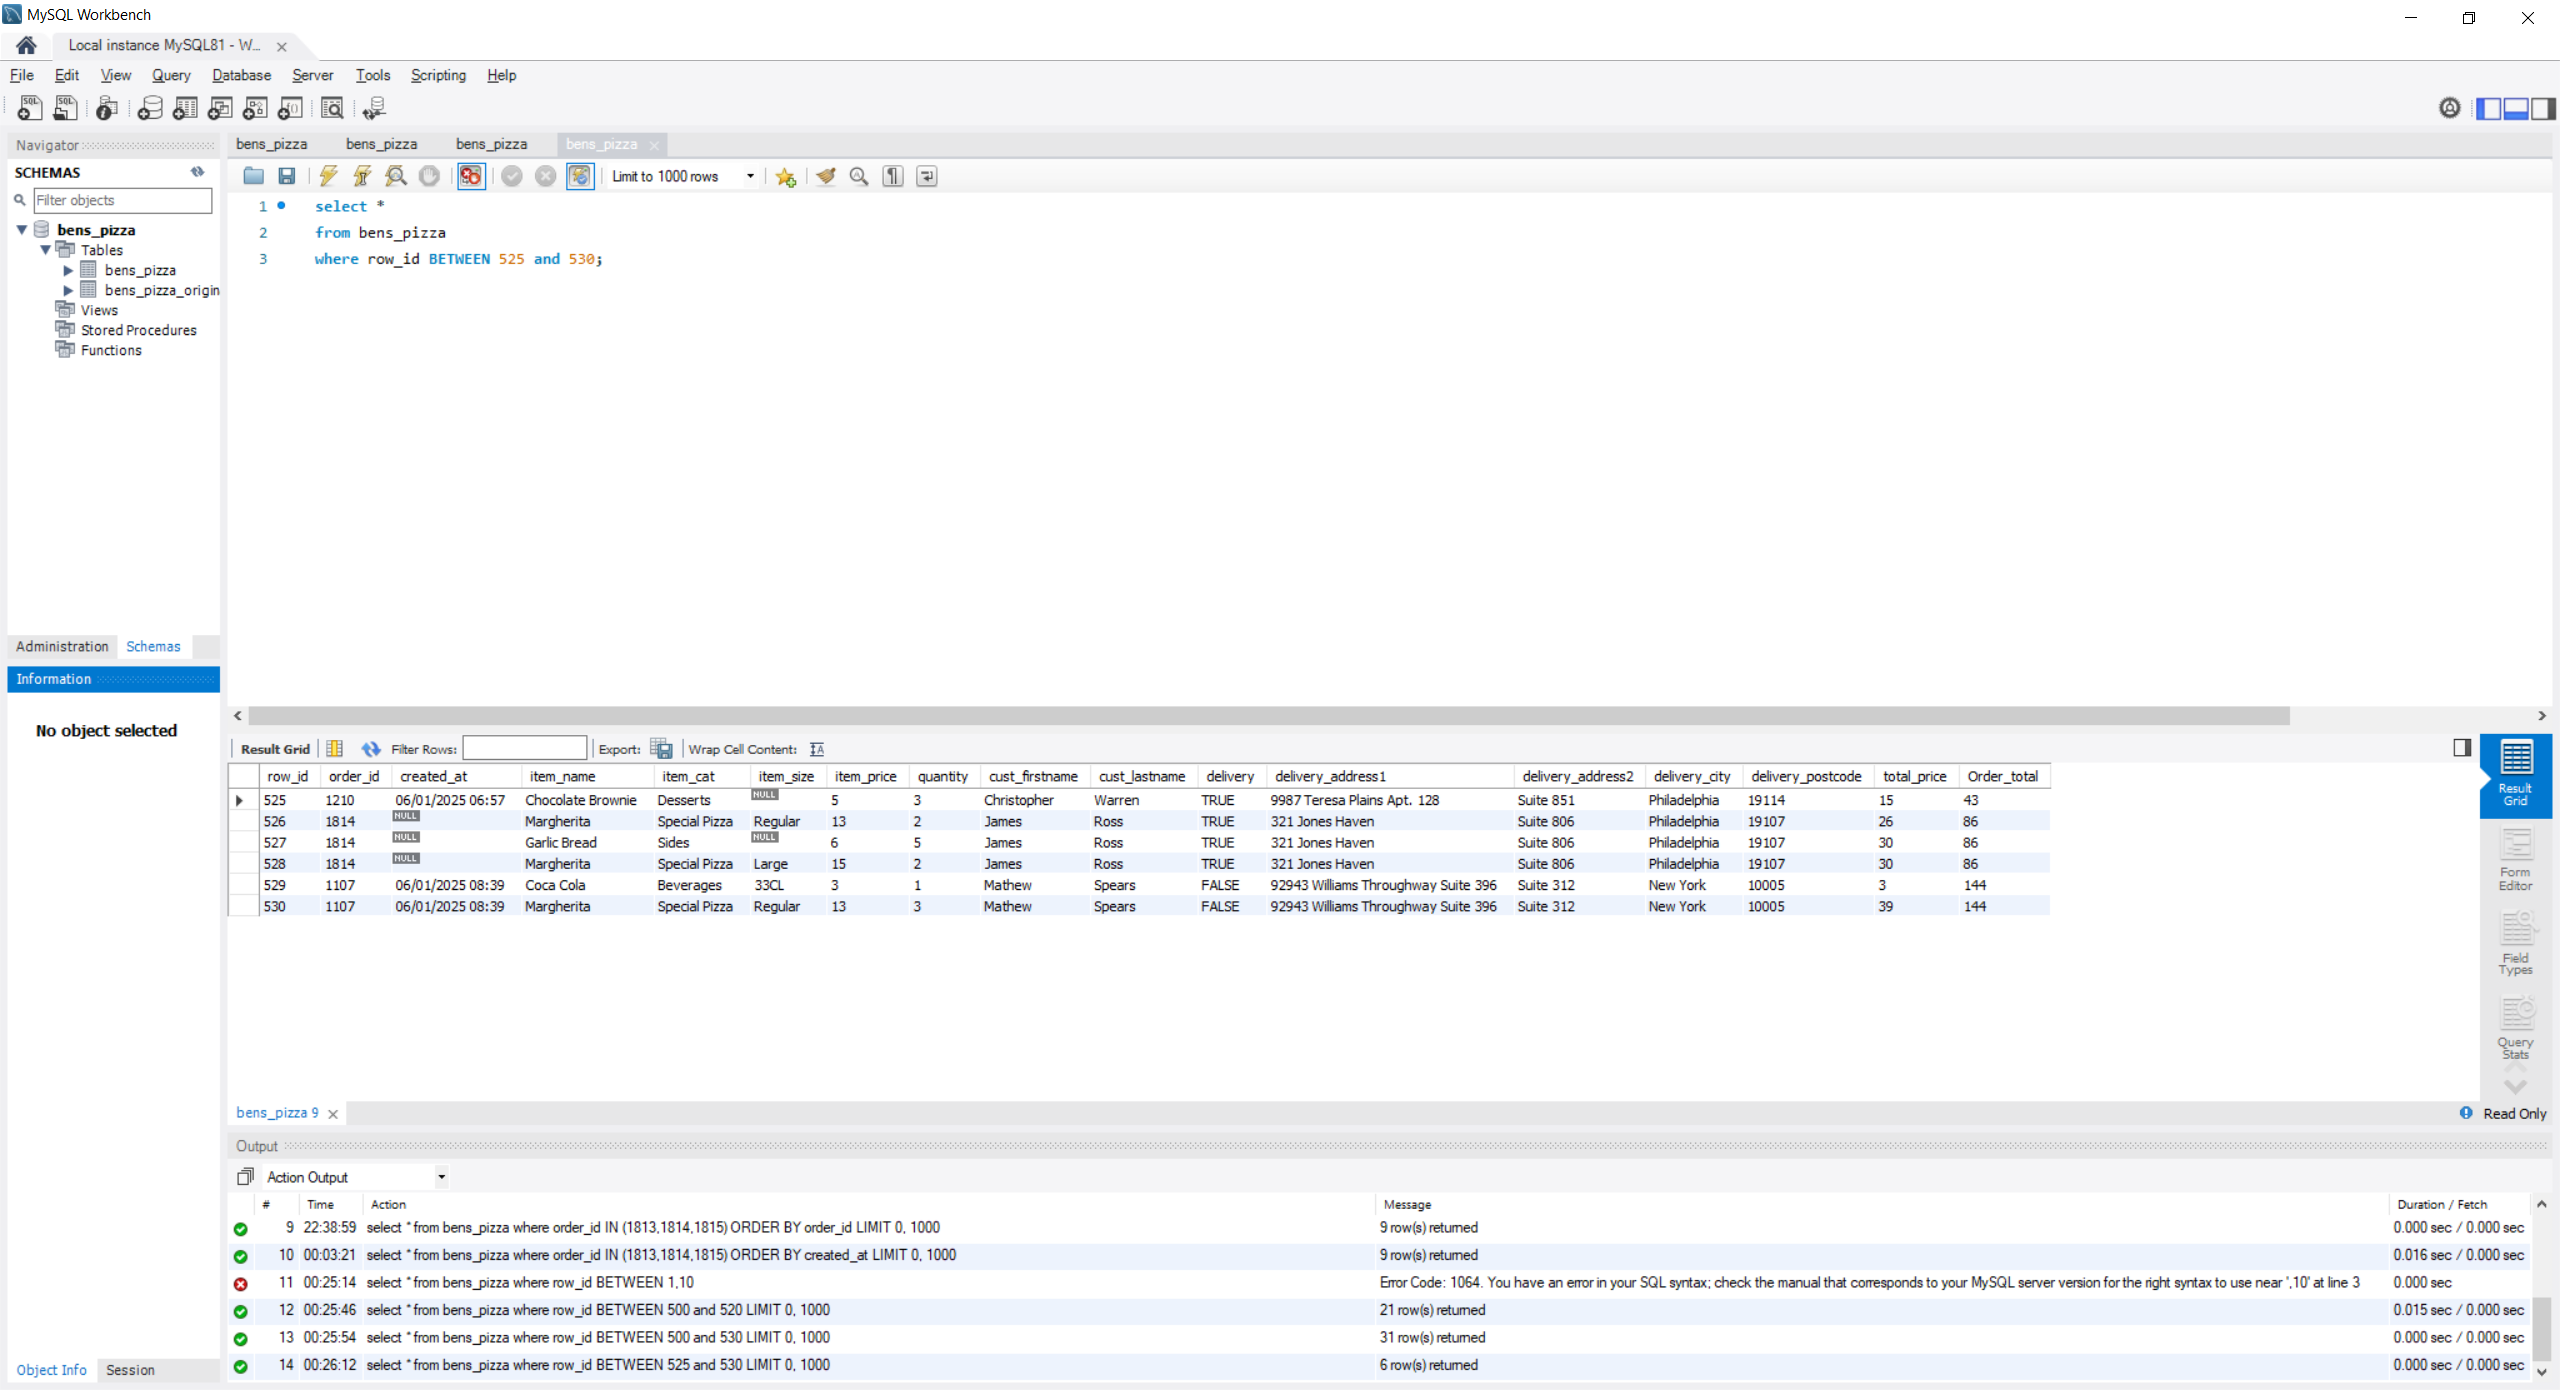 MySQL Workbench
Local instance MySQL81 - W...
File Edit View Query Database Server Tools Scripting Help
Navigator
SCHEMAS
Filter objects
bens_pizza
Tables
bens_pizza
bens_pizza_origin
Views
Stored Procedures
Functions
Administration Schemas
Information
No object selected
Object Info Session
bens_pizza bens_pizza bens_pizza bens_pizza
Limit to 1000 rows
1 select *
2 from bens_pizza
3 where row_id BETWEEN 525 and 530;
Result Grid Filter Rows: Export: Wrap Cell Content:
row_id order_id created_at item_name item_cat item_size item_price quantity cust_firstname cust_lastname delivery delivery_address1 delivery_address2 delivery_city delivery_postcode total_price Order_total
525 1210 06/01/2025 06:57 Chocolate Brownie Desserts NULL 5 3 Christopher Warren TRUE 9987 Teresa Plains Apt. 128 Suite 851 Philadelphia 19114 15 43
526 1814 NULL Margherita Special Pizza Regular 13 2 James Ross TRUE 321 Jones Haven Suite 806 Philadelphia 19107 26 86
527 1814 NULL Garlic Bread Sides NULL 6 5 James Ross TRUE 321 Jones Haven Suite 806 Philadelphia 19107 30 86
528 1814 NULL Margherita Special Pizza Large 15 2 James Ross TRUE 321 Jones Haven Suite 806 Philadelphia 19107 30 86
529 1107 06/01/2025 08:39 Coca Cola Beverages 33CL 3 1 Mathew Spears FALSE 92943 Williams Throughway Suite 396 Suite 312 New York 10005 3 144
530 1107 06/01/2025 08:39 Margherita Special Pizza Regular 13 3 Mathew Spears FALSE 92943 Williams Throughway Suite 396 Suite 312 New York 10005 39 144
Result Grid
Form Editor
Field Types
Query Stats
bens_pizza 9
Read Only
Output
Action Output
# Time Action Message Duration / Fetch
9 22:38:59 select * from bens_pizza where order_id IN (1813,1814,1815) ORDER BY order_id LIMIT 0, 1000 9 row(s) returned 0.000 sec / 0.000 sec
10 00:03:21 select * from bens_pizza where order_id IN (1813,1814,1815) ORDER BY created_at LIMIT 0, 1000 9 row(s) returned 0.016 sec / 0.000 sec
11 00:25:14 select * from bens_pizza where row_id BETWEEN 1,10 Error Code: 1064. You have an error in your SQL syntax; check the manual that corresponds to your MySQL server version for the right syntax to use near ',10' at line 3 0.000 sec
12 00:25:46 select * from bens_pizza where row_id BETWEEN 500 and 520 LIMIT 0, 1000 21 row(s) returned 0.015 sec / 0.000 sec
13 00:25:54 select * from bens_pizza where row_id BETWEEN 500 and 530 LIMIT 0, 1000 31 row(s) returned 0.000 sec / 0.000 sec
14 00:26:12 select * from bens_pizza where row_id BETWEEN 525 and 530 LIMIT 0, 1000 6 row(s) returned 0.000 sec / 0.000 sec